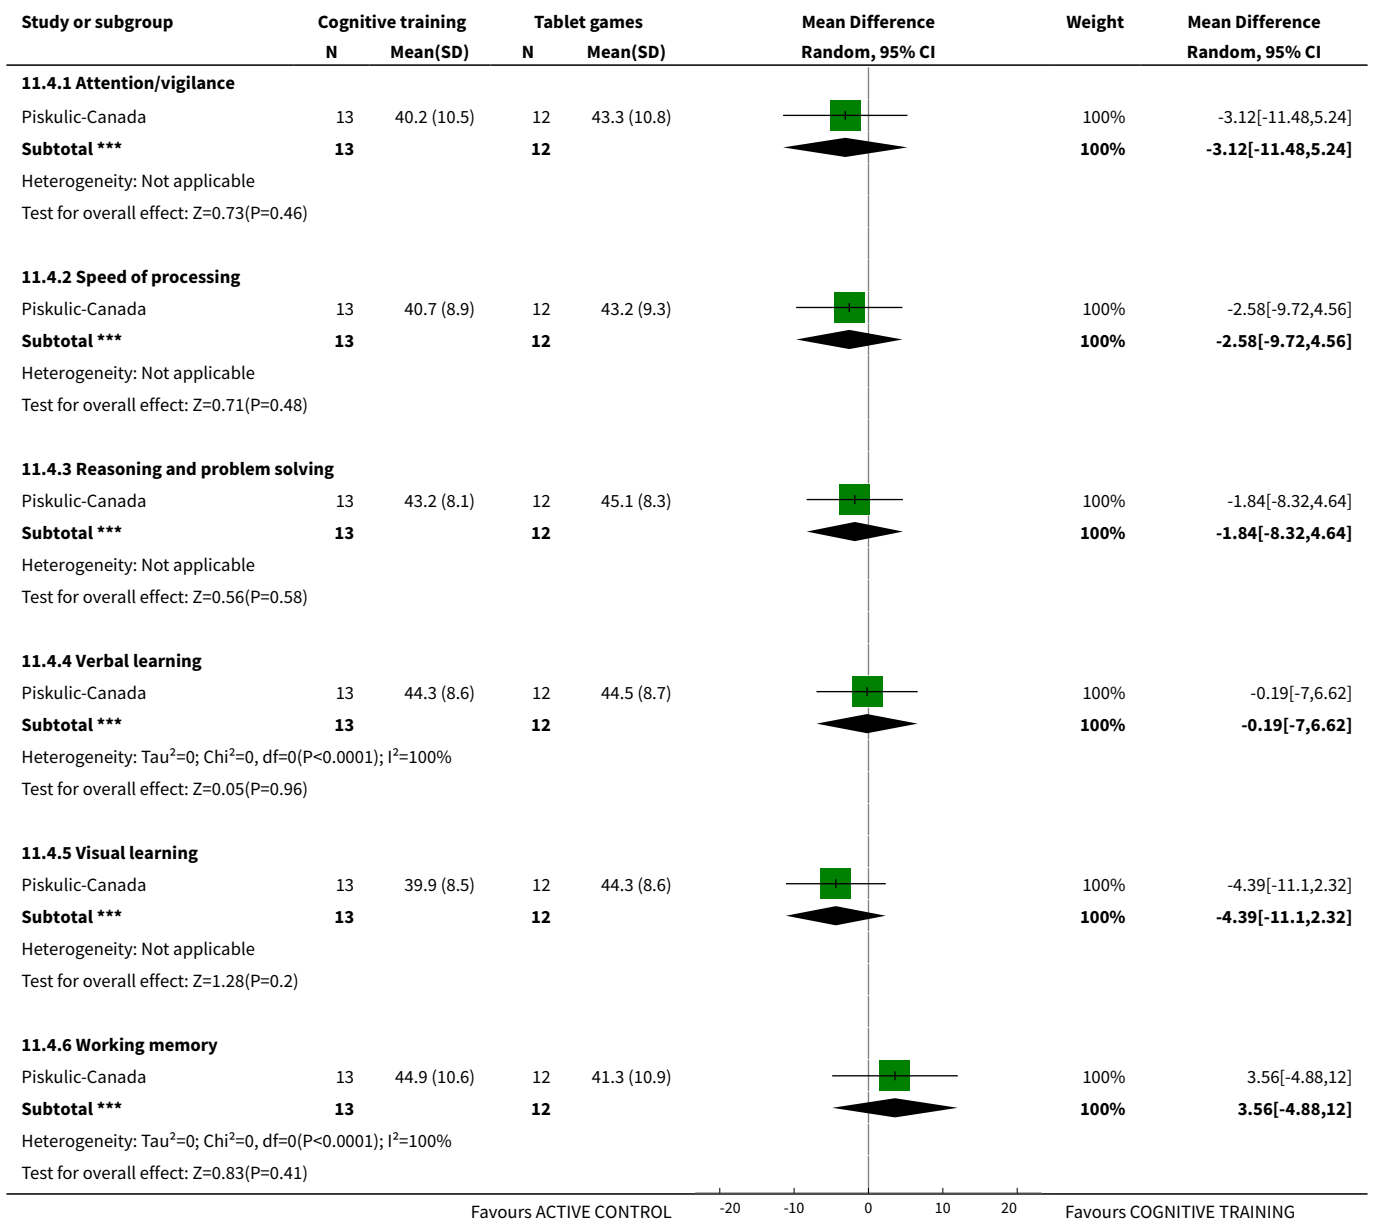 Study or subgroup Cognitive training Tablet games Mean Difference Weight Mean Difference
N Mean(SD) N Mean(SD) Random, 95% CI Random, 95% CI
11.4.1 Attention/vigilance
Piskulic-Canada 13 40.2 (10.5) 12 43.3 (10.8) 100% -3.12[-11.48,5.24]
Subtotal *** 13 12 100% -3.12[-11.48,5.24]
Heterogeneity: Not applicable
Test for overall effect: Z=0.73(P=0.46)
11.4.2 Speed of processing
Piskulic-Canada 13 40.7 (8.9) 12 43.2 (9.3) 100% -2.58[-9.72,4.56]
Subtotal *** 13 12 100% -2.58[-9.72,4.56]
Heterogeneity: Not applicable
Test for overall effect: Z=0.71(P=0.48)
11.4.3 Reasoning and problem solving
Piskulic-Canada 13 43.2 (8.1) 12 45.1 (8.3) 100% -1.84[-8.32,4.64]
Subtotal *** 13 12 100% -1.84[-8.32,4.64]
Heterogeneity: Not applicable
Test for overall effect: Z=0.56(P=0.58)
11.4.4 Verbal learning
Piskulic-Canada 13 44.3 (8.6) 12 44.5 (8.7) 100% -0.19[-7,6.62]
Subtotal *** 13 12 100% -0.19[-7,6.62]
Heterogeneity: Tau²=0; Chi²=0, df=0(P<0.0001); I²=100%
Test for overall effect: Z=0.05(P=0.96)
11.4.5 Visual learning
Piskulic-Canada 13 39.9 (8.5) 12 44.3 (8.6) 100% -4.39[-11.1,2.32]
Subtotal *** 13 12 100% -4.39[-11.1,2.32]
Heterogeneity: Not applicable
Test for overall effect: Z=1.28(P=0.2)
11.4.6 Working memory
Piskulic-Canada 13 44.9 (10.6) 12 41.3 (10.9) 100% 3.56[-4.88,12]
Subtotal *** 13 12 100% 3.56[-4.88,12]
Heterogeneity: Tau²=0; Chi²=0, df=0(P<0.0001); I²=100%
Test for overall effect: Z=0.83(P=0.41)
Favours ACTIVE CONTROL -20 -10 0 10 20 Favours COGNITIVE TRAINING